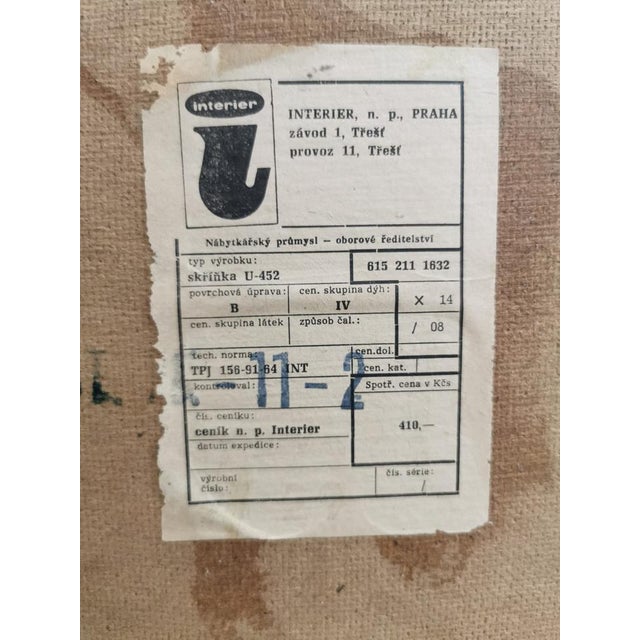 interier
INTERIER, n. p., PRAHA
závod 1, Třešť
provoz 11, Třešť
Nábytkářský průmysl – oborové ředitelství
typ výrobku:
skříňka U-452
615 211 1632
povrchová úprava:
B
cen. skupina dýh:
IV
X 14
cen. skupina látek
způsob čal.:
/ 08
tech. norma:
TPJ 156-91-64 INT
cen.dol.
cen. kat.
kontroloval:
11-2
Spotř. cena v Kčs
410,—
čís. ceníku:
ceník n. p. Interier
datum expedice:
výrobní
číslo:
čís. série:
/